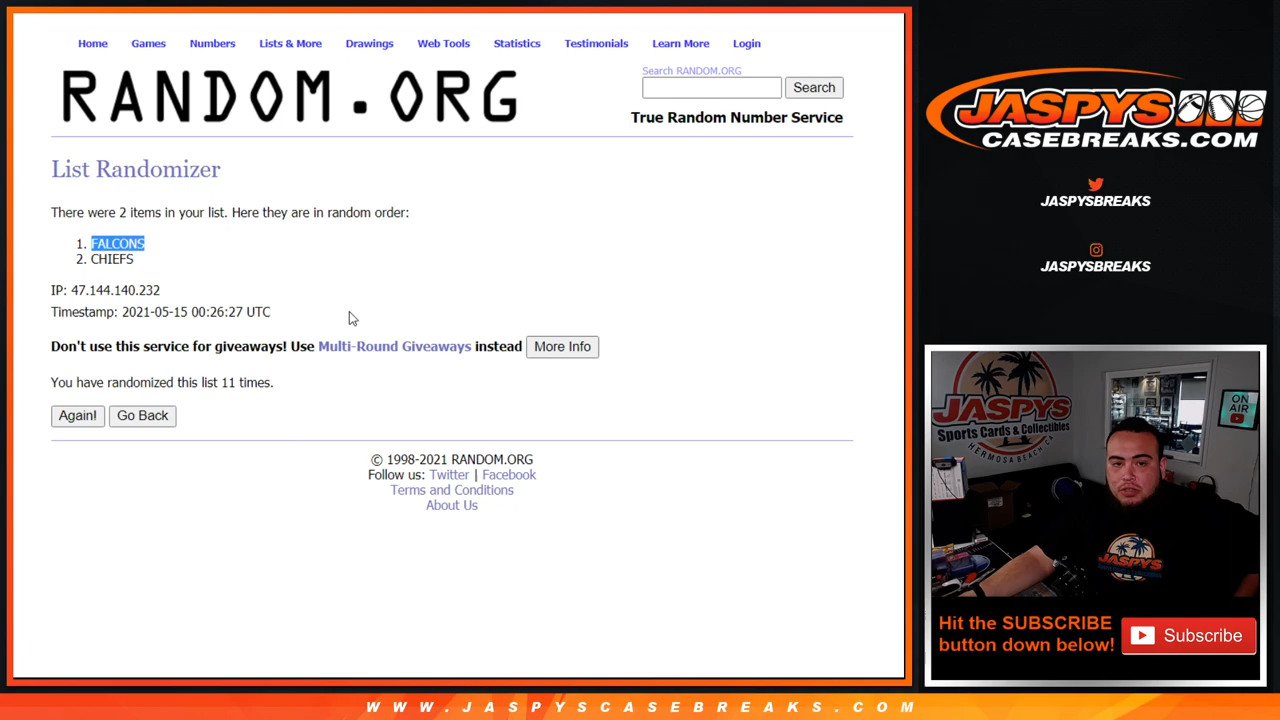 Home Games Numbers Lists & More Drawings Web Tools Statistics Testimonials Learn More Login
RANDOM.ORG
Search RANDOM.ORG
Search
True Random Number Service
List Randomizer
There were 2 items in your list. Here they are in random order:
1. FALCONS
2. CHIEFS
IP: 47.144.140.232
Timestamp: 2021-05-15 00:26:27 UTC
Don't use this service for giveaways! Use Multi-Round Giveaways instead More Info
You have randomized this list 11 times.
Again! Go Back
© 1998-2021 RANDOM.ORG
Follow us: Twitter | Facebook
Terms and Conditions
About Us
JASPYS
CASEBREAKS.COM
JASPYSBREAKS
JASPYSBREAKS
JASPYS
Sports Cards & Collectibles
HERMOSA BEACH CA
ON
AIR
JASPYS
Hit the SUBSCRIBE
button down below!
Subscribe
WWW.JASPYSCASEBREAKS.COM